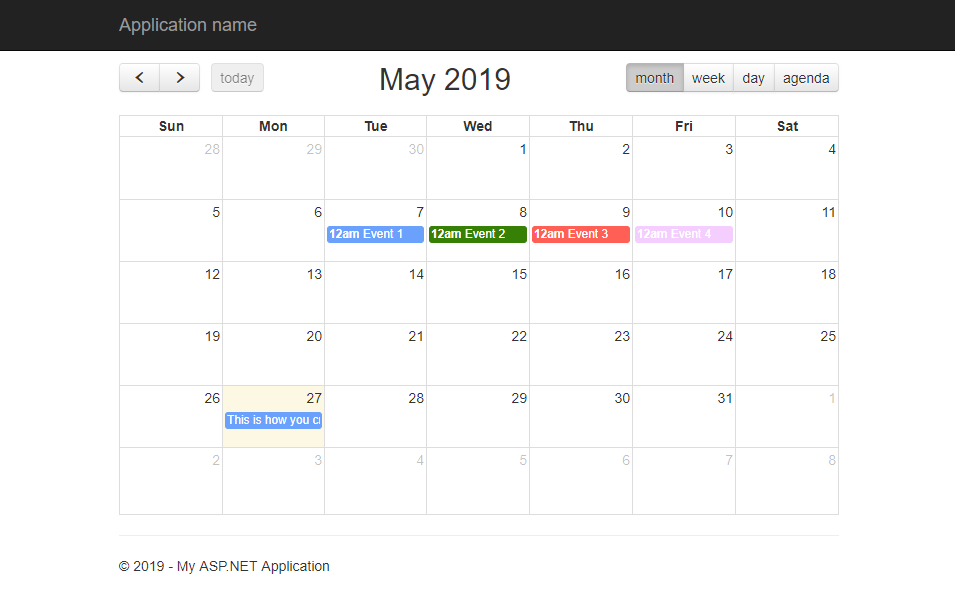 Application name
today
May 2019
month week day agenda
Sun Mon Tue Wed Thu Fri Sat
28 29 30 1 2 3 4
5 6 7 8 9 10 11
12am Event 1 12am Event 2 12am Event 3 12am Event 4
12 13 14 15 16 17 18
19 20 21 22 23 24 25
26 27 28 29 30 31 1
This is how you
2 3 4 5 6 7 8
© 2019 - My ASP.NET Application